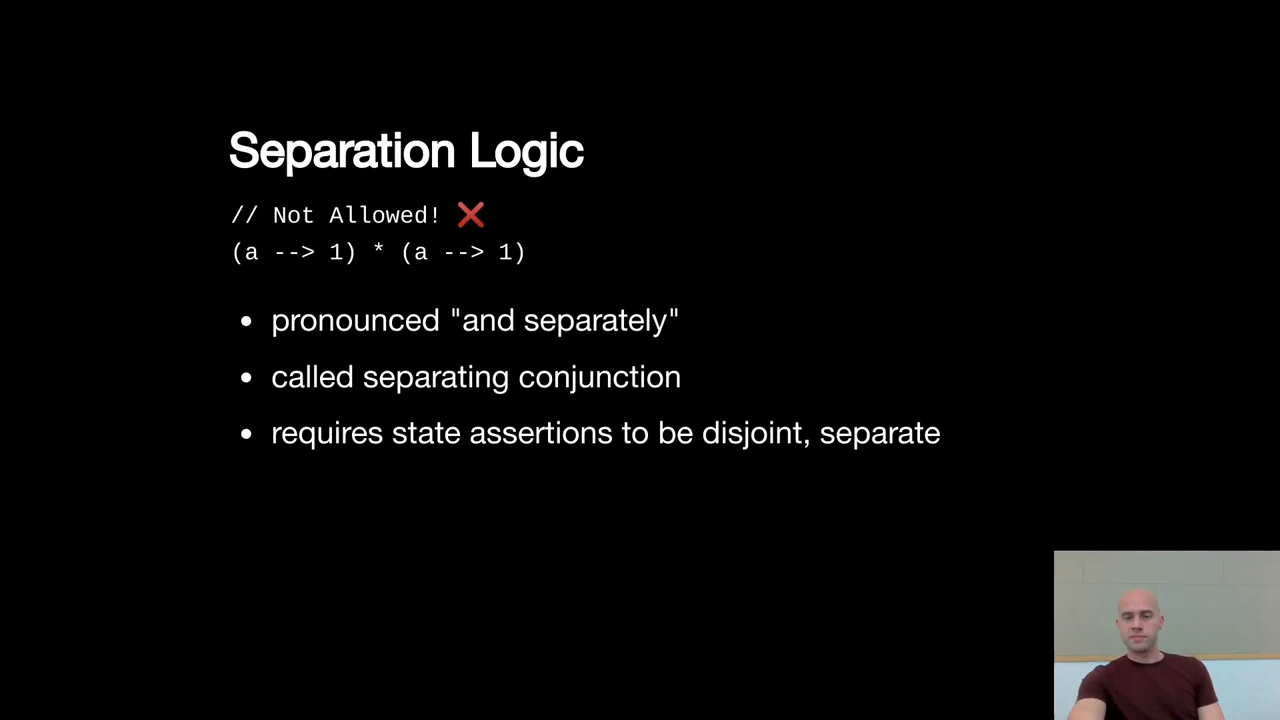 Separation Logic
// Not Allowed! ❌
(a --> 1) * (a --> 1)
• pronounced "and separately"
• called separating conjunction
• requires state assertions to be disjoint, separate